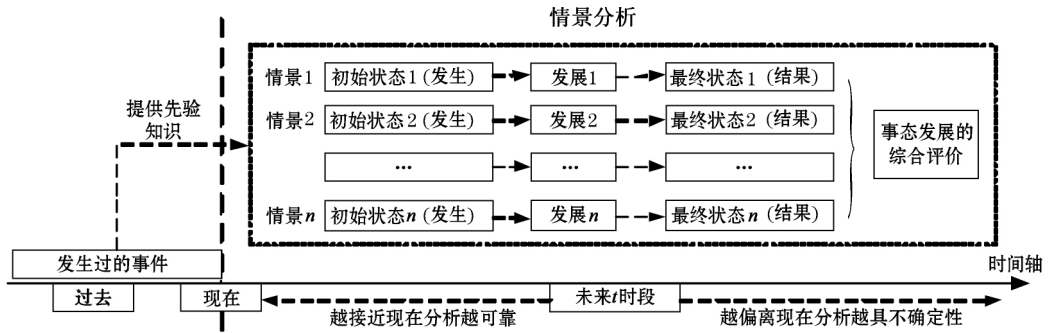 情景分析
情景1 初始状态1(发生) 发展1 最终状态1(结果)
提供先验
知识
情景2 初始状态2(发生) 发展2 最终状态2(结果)
事态发展的
综合评价
… … …
情景n 初始状态n(发生) 发展n 最终状态n(结果)
发生过的事件
时间轴
过去 现在 未来t时段
越接近现在分析越可靠 越偏离现在分析越具不确定性